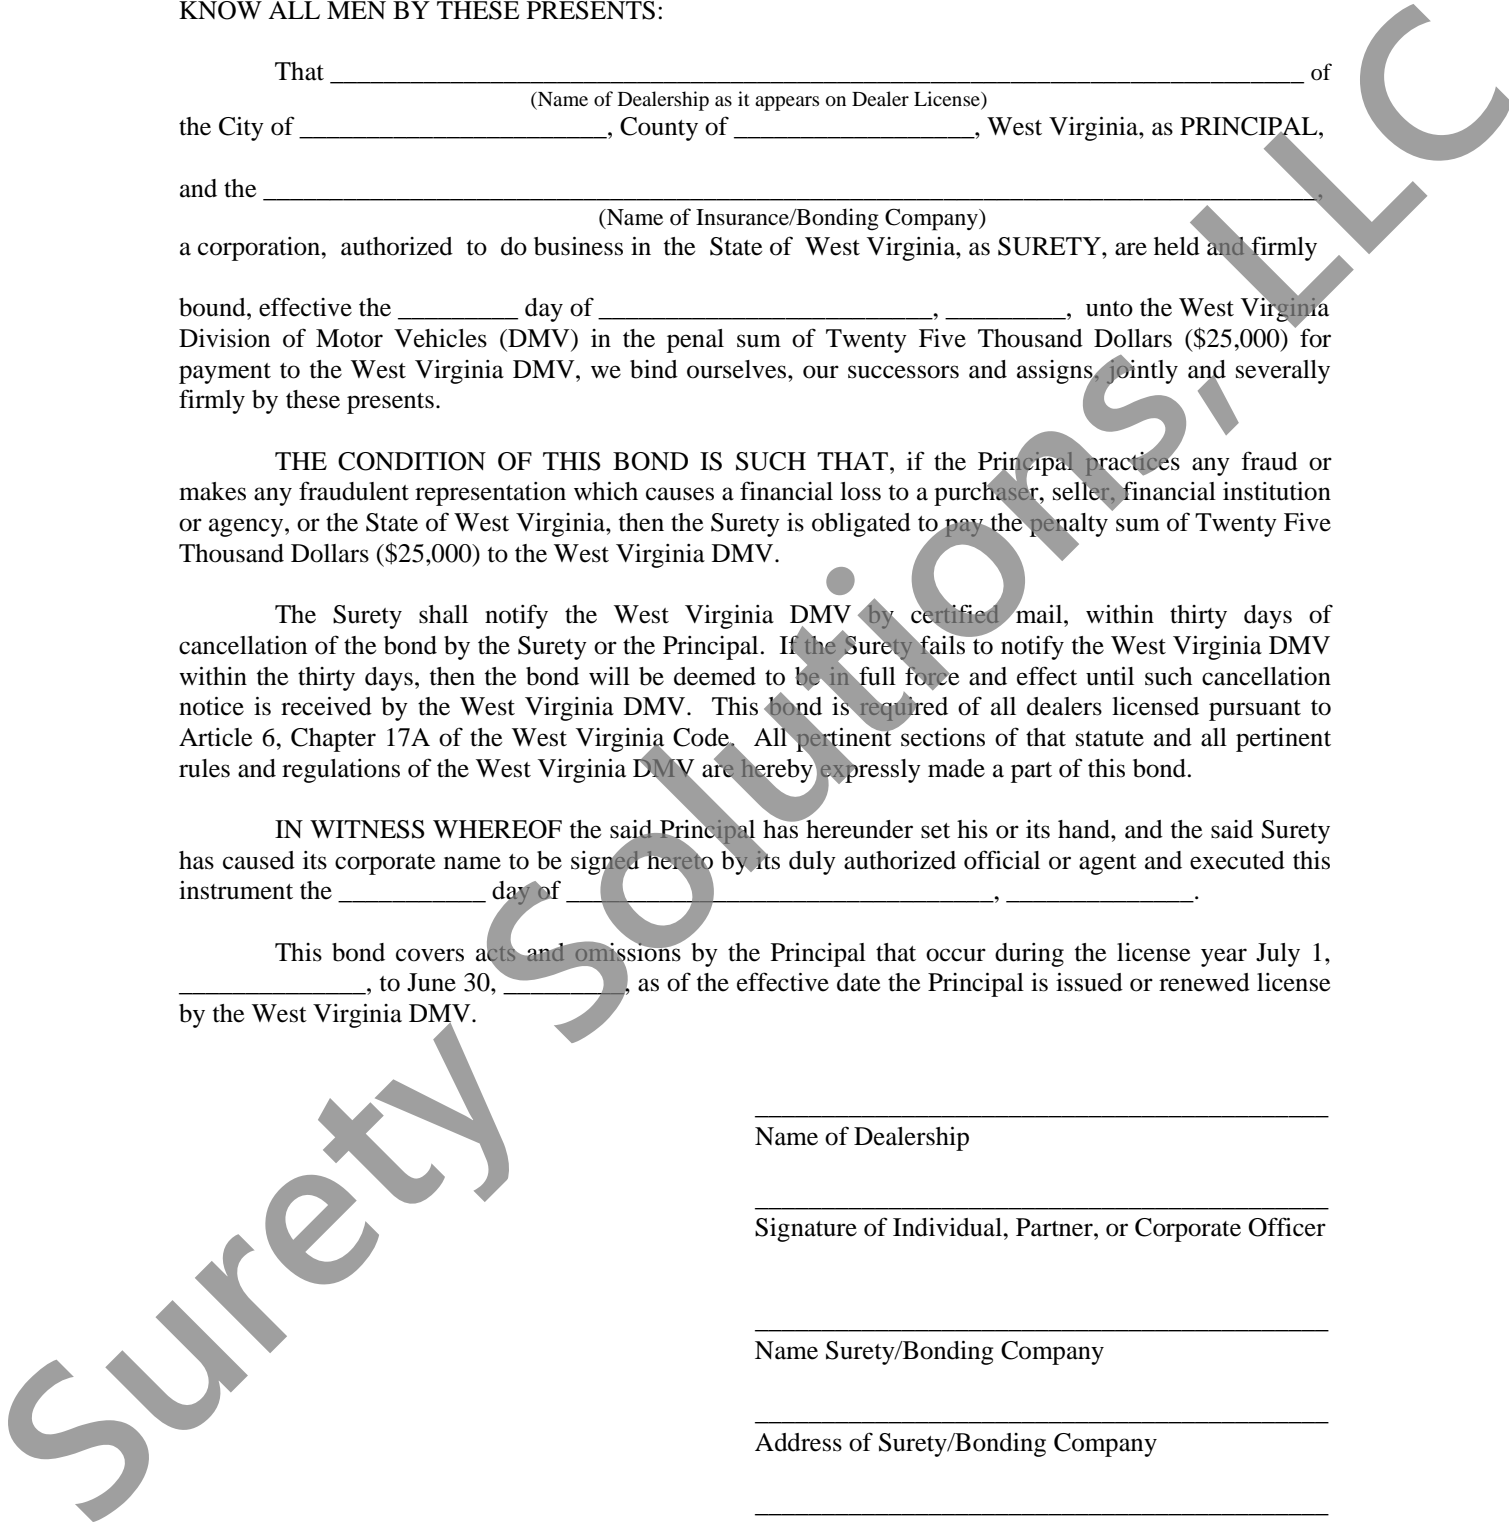 KNOW ALL MEN BY THESE PRESENTS:
That ______________________________ of
(Name of Dealership as it appears on Dealer License)
the City of _______________________, County of __________________, West Virginia, as PRINCIPAL,
and the ______________________________,
(Name of Insurance/Bonding Company)
a corporation, authorized to do business in the State of West Virginia, as SURETY, are held and firmly
bound, effective the _________ day of _________________________, _________, unto the West Virginia
Division of Motor Vehicles (DMV) in the penal sum of Twenty Five Thousand Dollars ($25,000) for
payment to the West Virginia DMV, we bind ourselves, our successors and assigns, jointly and severally
firmly by these presents.
THE CONDITION OF THIS BOND IS SUCH THAT, if the Principal practices any fraud or
makes any fraudulent representation which causes a financial loss to a purchaser, seller, financial institution
or agency, or the State of West Virginia, then the Surety is obligated to pay the penalty sum of Twenty Five
Thousand Dollars ($25,000) to the West Virginia DMV.
The Surety shall notify the West Virginia DMV by certified mail, within thirty days of
cancellation of the bond by the Surety or the Principal. If the Surety fails to notify the West Virginia DMV
within the thirty days, then the bond will be deemed to be in full force and effect until such cancellation
notice is received by the West Virginia DMV. This bond is required of all dealers licensed pursuant to
Article 6, Chapter 17A of the West Virginia Code. All pertinent sections of that statute and all pertinent
rules and regulations of the West Virginia DMV are hereby expressly made a part of this bond.
IN WITNESS WHEREOF the said Principal has hereunder set his or its hand, and the said Surety
has caused its corporate name to be signed hereto by its duly authorized official or agent and executed this
instrument the ___________ day of ________________________________, ______________.
This bond covers acts and omissions by the Principal that occur during the license year July 1,
______________, to June 30, _________, as of the effective date the Principal is issued or renewed license
by the West Virginia DMV.
Name of Dealership
Signature of Individual, Partner, or Corporate Officer
Name Surety/Bonding Company
Address of Surety/Bonding Company
Surety Solutions, LLC